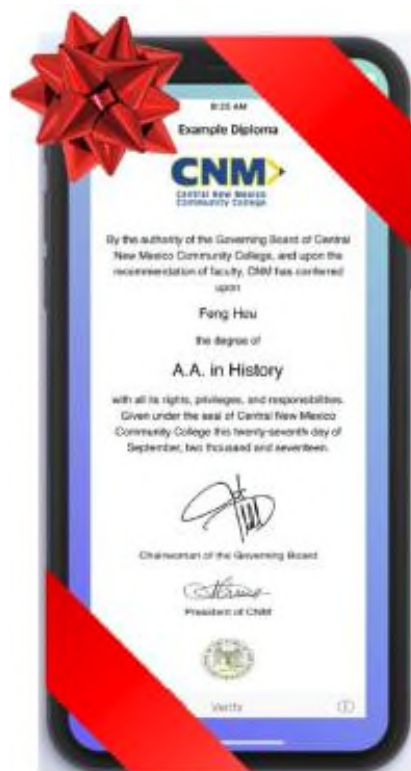 8:25 AM
Example Diploma
CNM
Central New Mexico
Community College
By the authority of the Governing Board of Central
New Mexico Community College, and upon the
recommendation of faculty, CNM has conferred
upon
Feng Hou
the degree of
A.A. in History
with all its rights, privileges, and responsibilities.
Given under the seal of Central New Mexico
Community College this twenty-seventh day of
September, two thousand and seventeen.
Chairwoman of the Governing Board
President of CNM
Verify